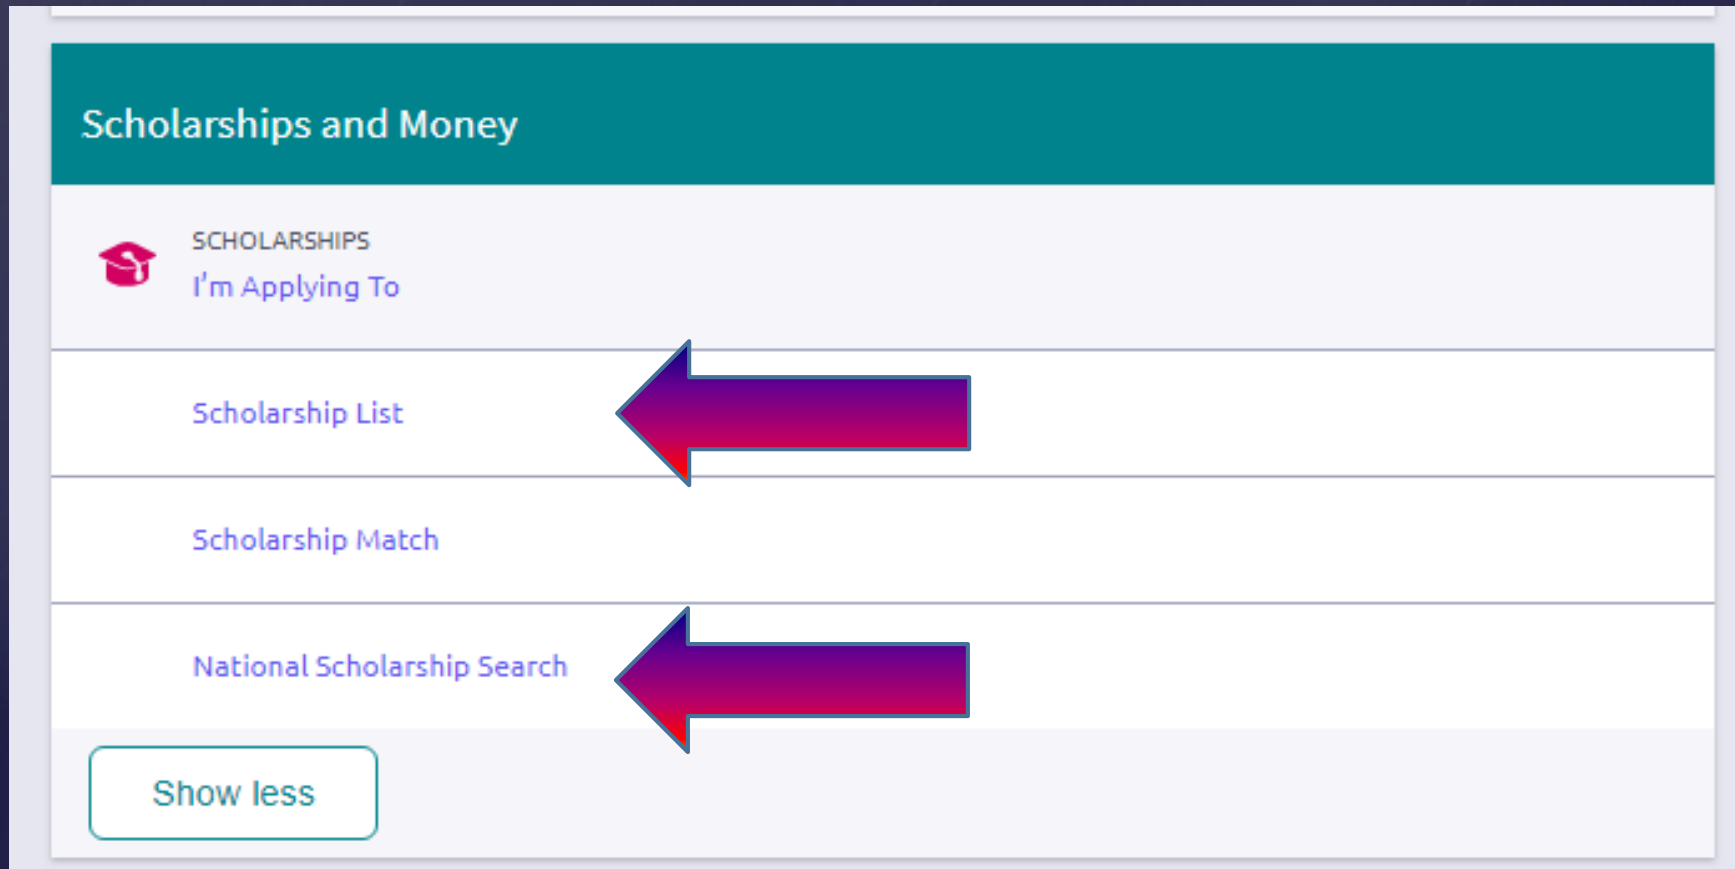 Scholarships and Money
SCHOLARSHIPS
I'm Applying To
Scholarship List
Scholarship Match
National Scholarship Search
Show less